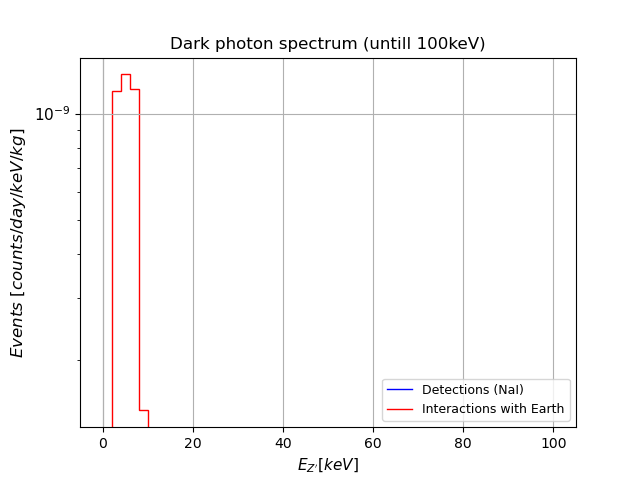 Dark photon spectrum (untill 100keV)
10⁻⁹
Events [counts/day/keV/kg]
Detections (NaI)
Interactions with Earth
0 20 40 60 80 100
E_{Z'}[keV]